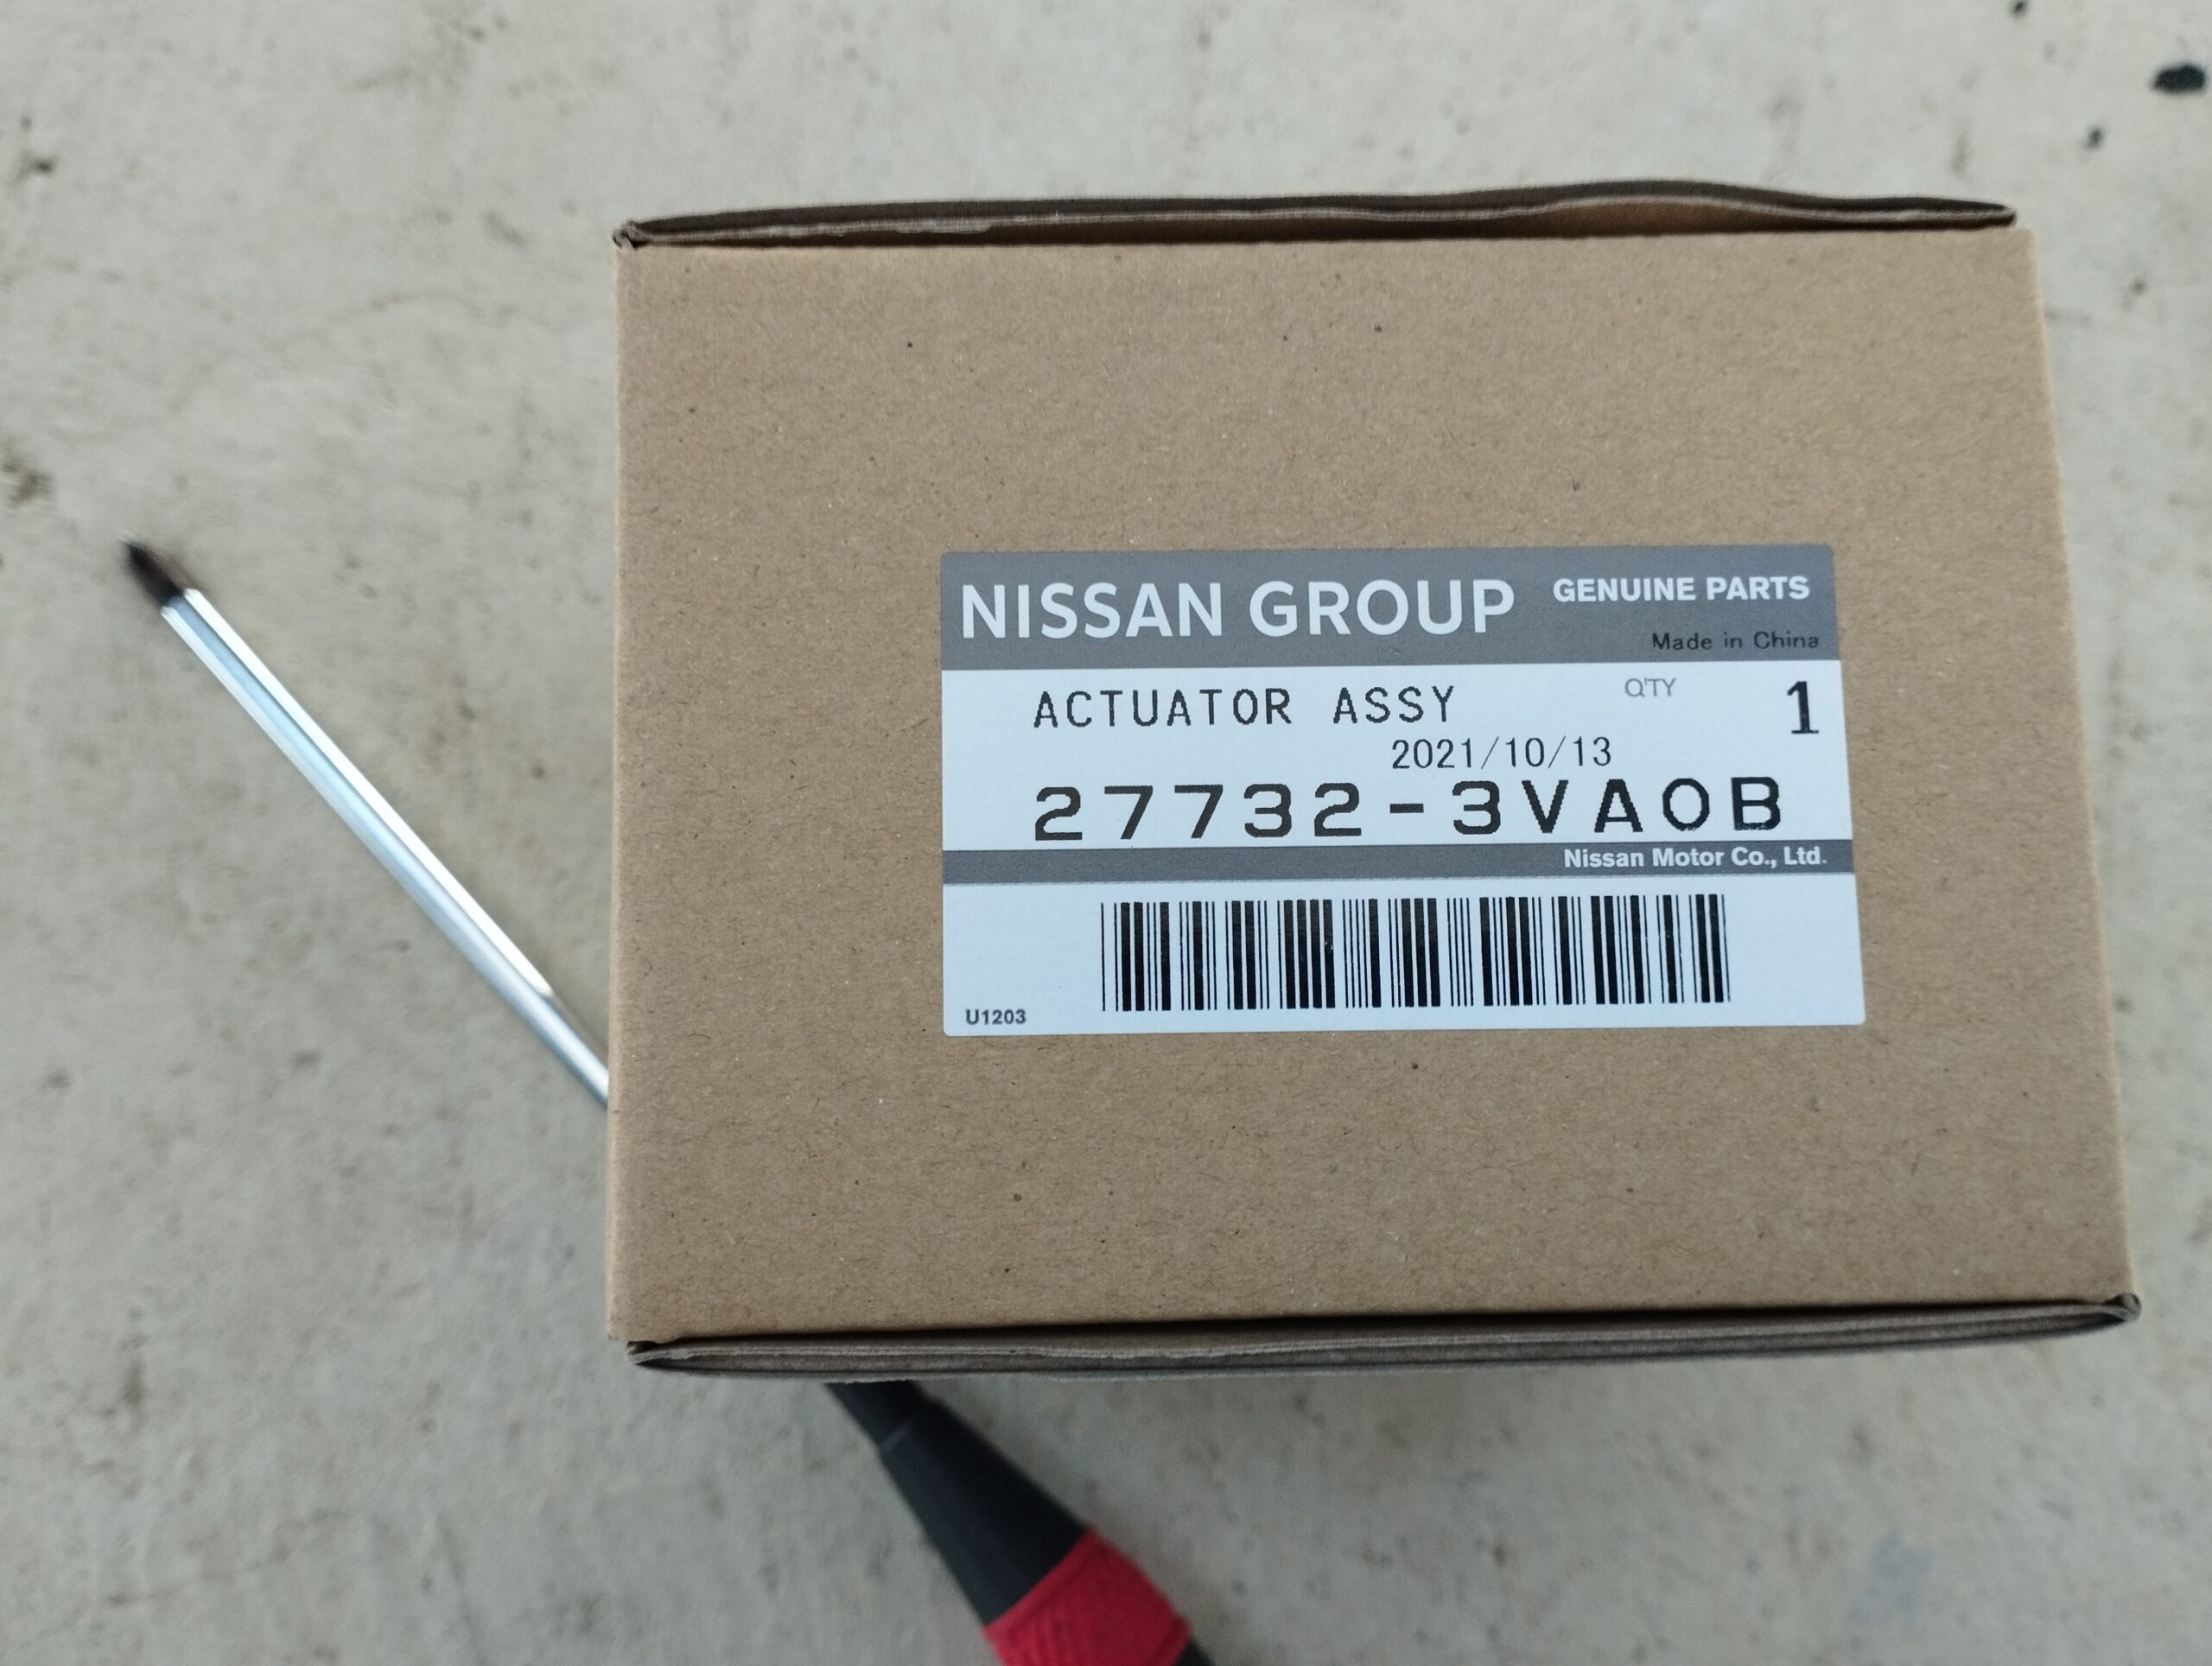 NISSAN GROUP GENUINE PARTS
Made in China
ACTUATOR ASSY Q'TY 1
2021/10/13
27732-3VA0B
Nissan Motor Co., Ltd.
U1203